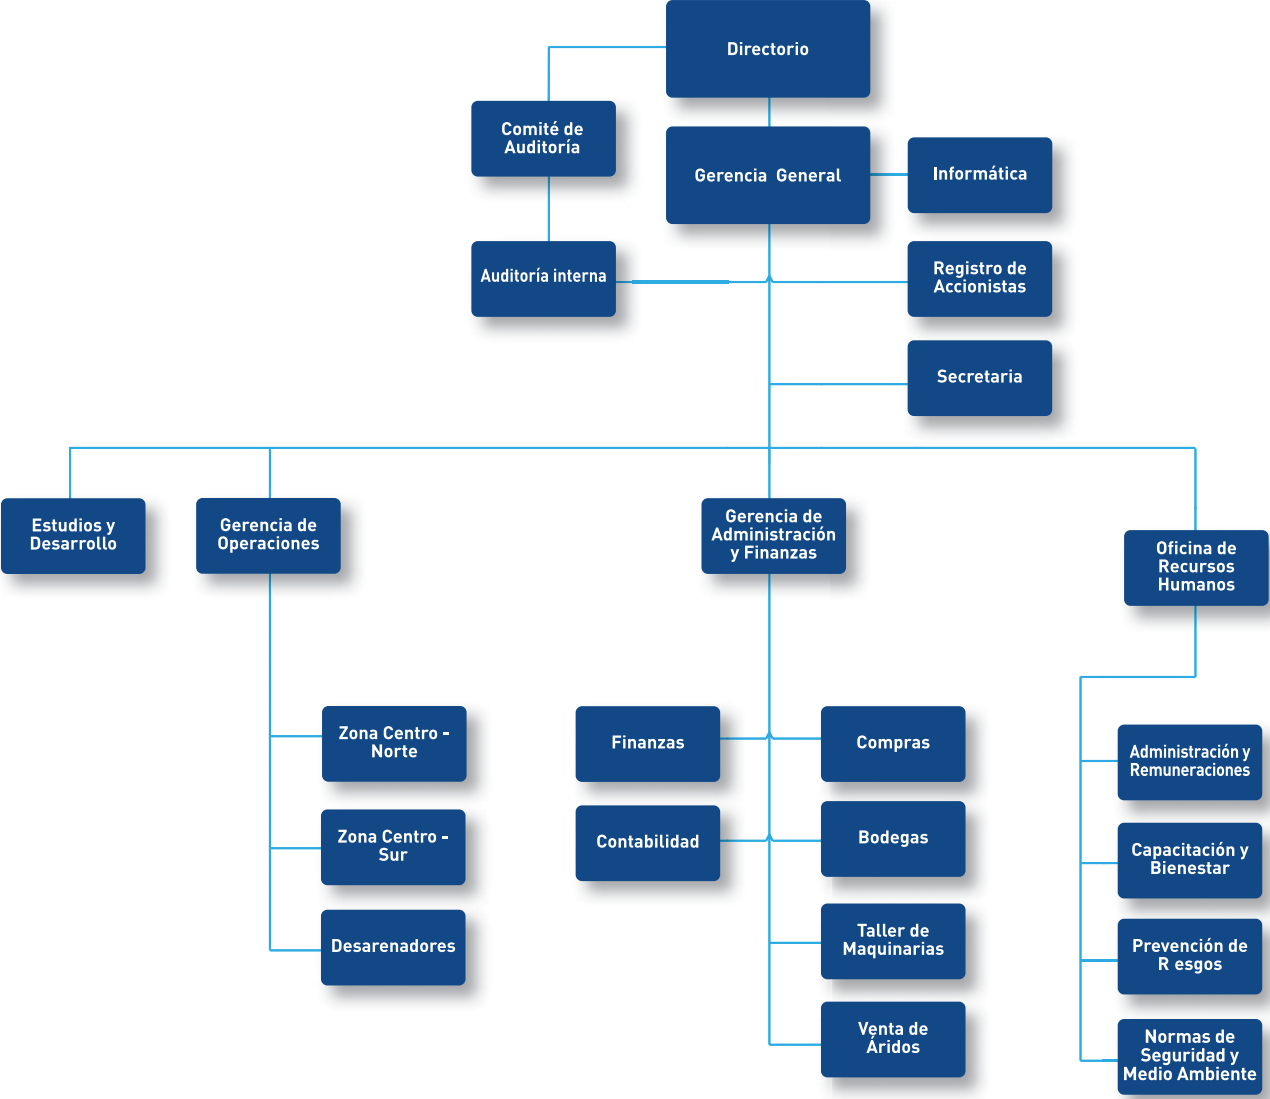 Directorio
Comité de
Auditoría
Gerencia General
Informática
Auditoría interna
Registro de
Accionistas
Secretaria
Estudios y
Desarrollo
Gerencia de
Operaciones
Gerencia de
Administración
y Finanzas
Oficina de
Recursos
Humanos
Zona Centro -
Norte
Zona Centro -
Sur
Desarenadores
Finanzas
Contabilidad
Compras
Bodegas
Taller de
Maquinarias
Venta de
Áridos
Administración y
Remuneraciones
Capacitación y
Bienestar
Prevención de
R esgos
Normas de
Seguridad y
Medio Ambiente